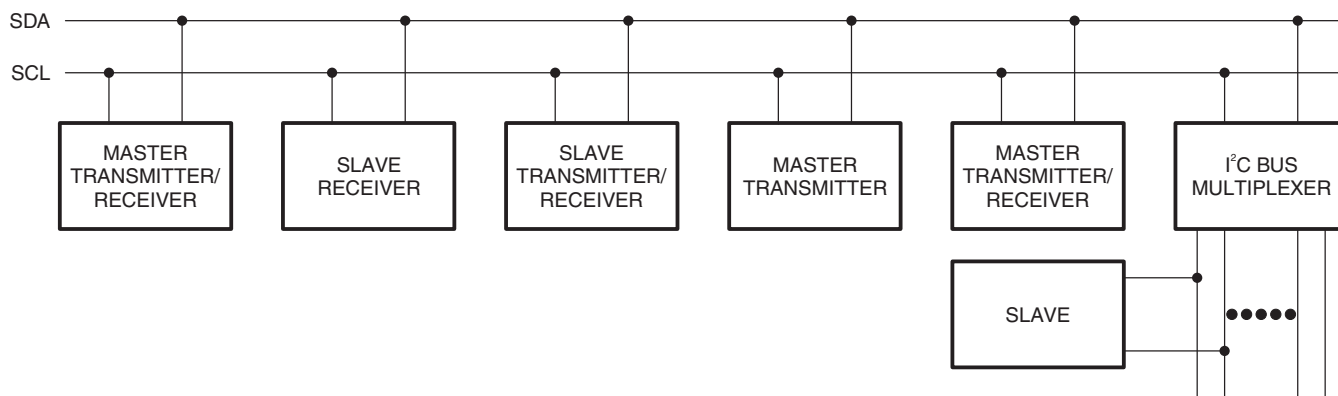 SDA
SCL
MASTER
TRANSMITTER/
RECEIVER
SLAVE
RECEIVER
SLAVE
TRANSMITTER/
RECEIVER
MASTER
TRANSMITTER
MASTER
TRANSMITTER/
RECEIVER
I²C BUS
MULTIPLEXER
SLAVE